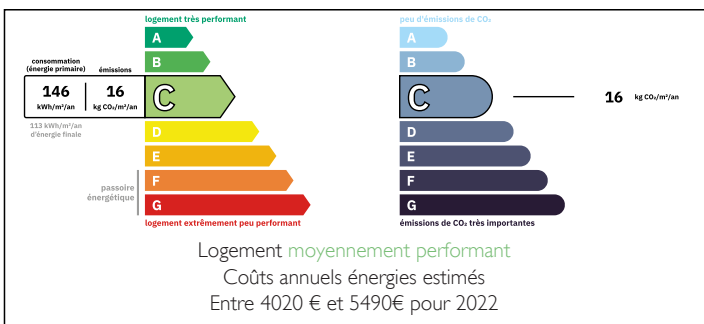 logement très performant
A
B
consommation
(énergie primaire)
émissions
146
kWh/m²/an
16
kg CO₂/m²/an
C
113 kWh/m²/an
d'énergie finale
D
E
F
G
passoire
énergétique
logement extrêmement peu performant
peu d'émissions de CO₂
A
B
C
16 kg CO₂/m²/an
D
E
F
G
émissions de CO₂ très importantes
Logement moyennement performant
Coûts annuels énergies estimés
Entre 4020 € et 5490€ pour 2022